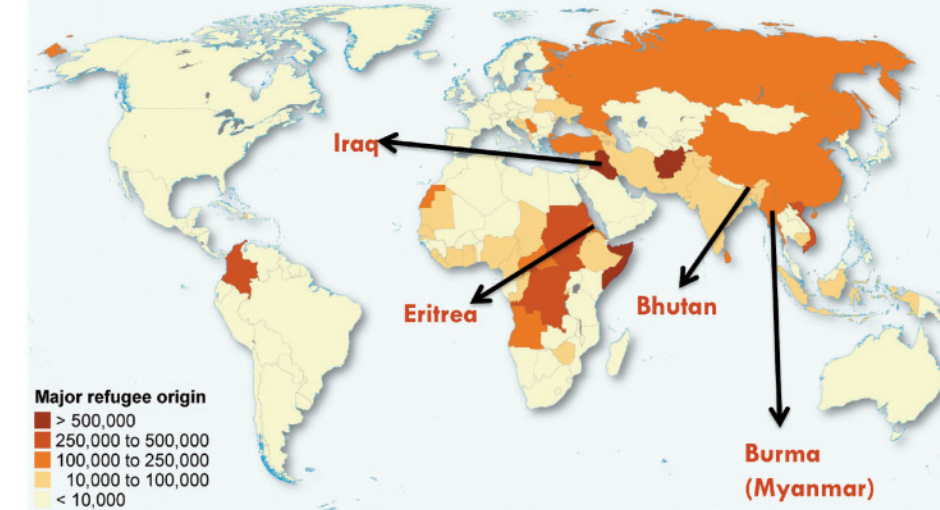 Iraq
Eritrea
Bhutan
Burma
(Myanmar)
Major refugee origin
> 500,000
250,000 to 500,000
100,000 to 250,000
10,000 to 100,000
< 10,000